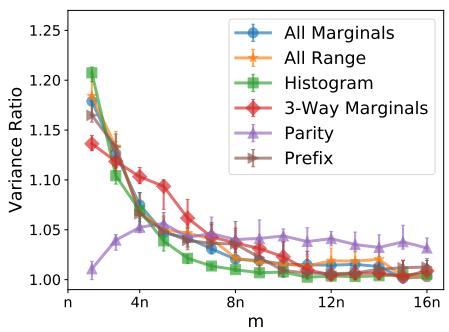 1.25
1.20
1.15
1.10
1.05
1.00
Variance Ratio
All Marginals
All Range
Histogram
3-Way Marginals
Parity
Prefix
n 4n 8n 12n 16n
m